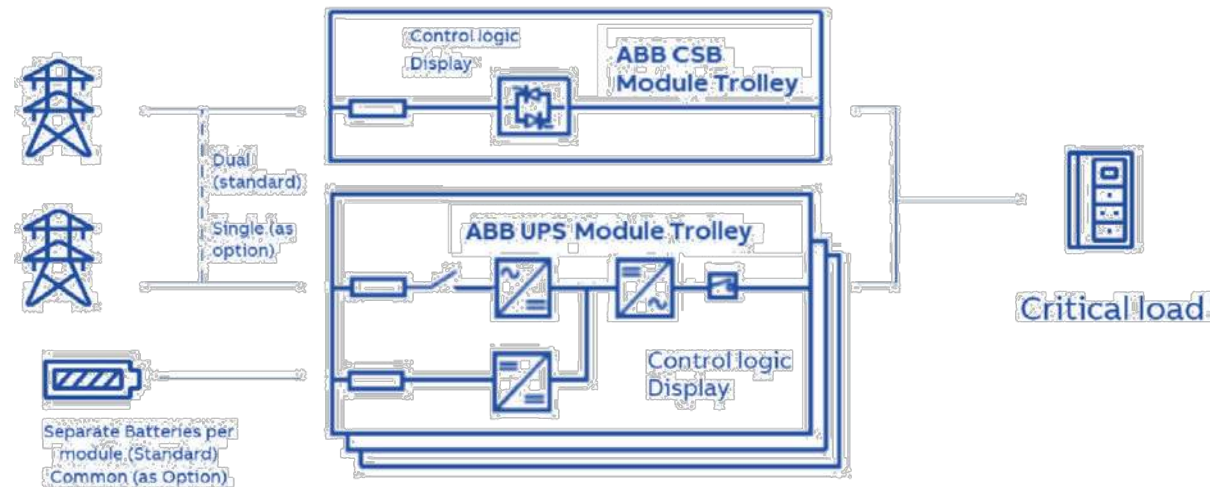 Control logic
Display
ABB CSB
Module Trolley
Dual
(standard)
Single (as
option)
ABB UPS Module Trolley
Control logic
Display
Critical load
Separate Batteries per
module (Standard)
Common (as Option)